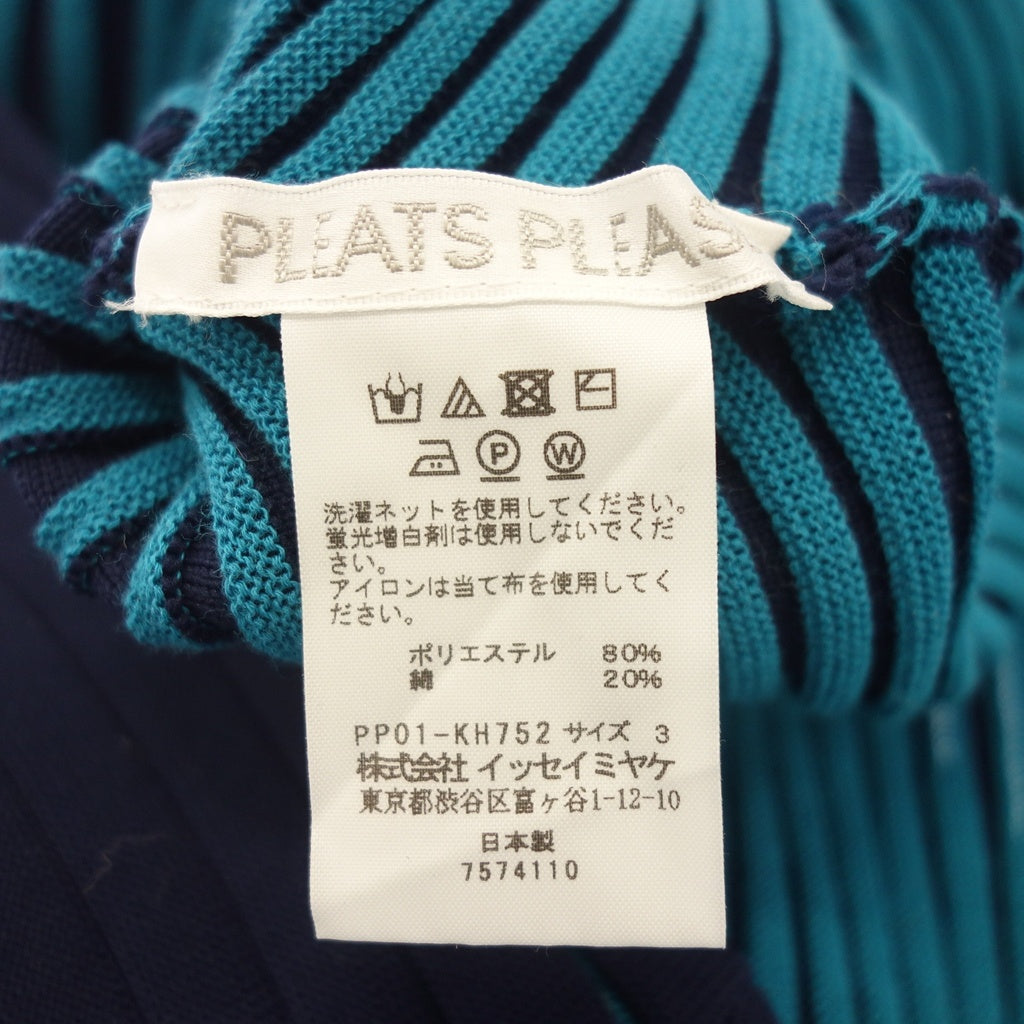 PLEATS PLEAS
P
W
洗濯ネットを使用してください。
蛍光増白剤は使用しないでくだ
さい。
アイロンは当て布を使用してく
ださい。
ポリエステル 80%
綿 20%
PP01-KH752 サイズ 3
株式会社 イッセイミヤケ
東京都渋谷区富ヶ谷1-12-10
日本製
7574110